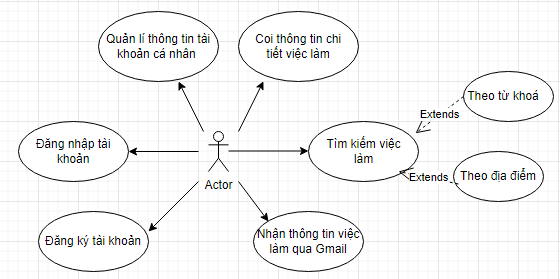 Quản lí thông tin tài
khoản cá nhân
Coi thông tin chi
tiết việc làm
Theo từ khoá
Extends
Đăng nhập tài
khoản
Tìm kiếm việc
làm
Extends
Theo địa điểm
Actor
Đăng ký tài khoản
Nhận thông tin việc
làm qua Gmail